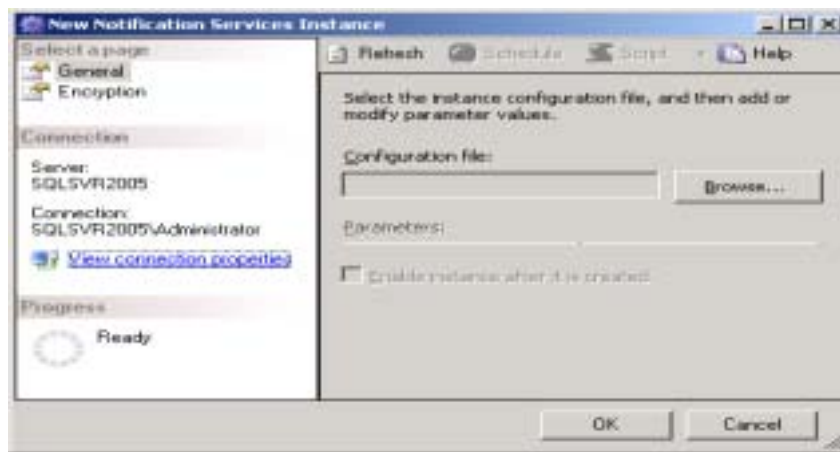 New Notification Services Instance
Select a page
General
Encryption
Connection
Server:
SQLSVR2005
Connection:
SQLSVR2005\Administrator
View connection properties
Progress
Ready
Refresh Schedule Script Help
Select the instance configuration file, and then add or
modify parameter values.
Configuration file:
Browse...
Parameters:
Enable instance after it is created
OK Cancel